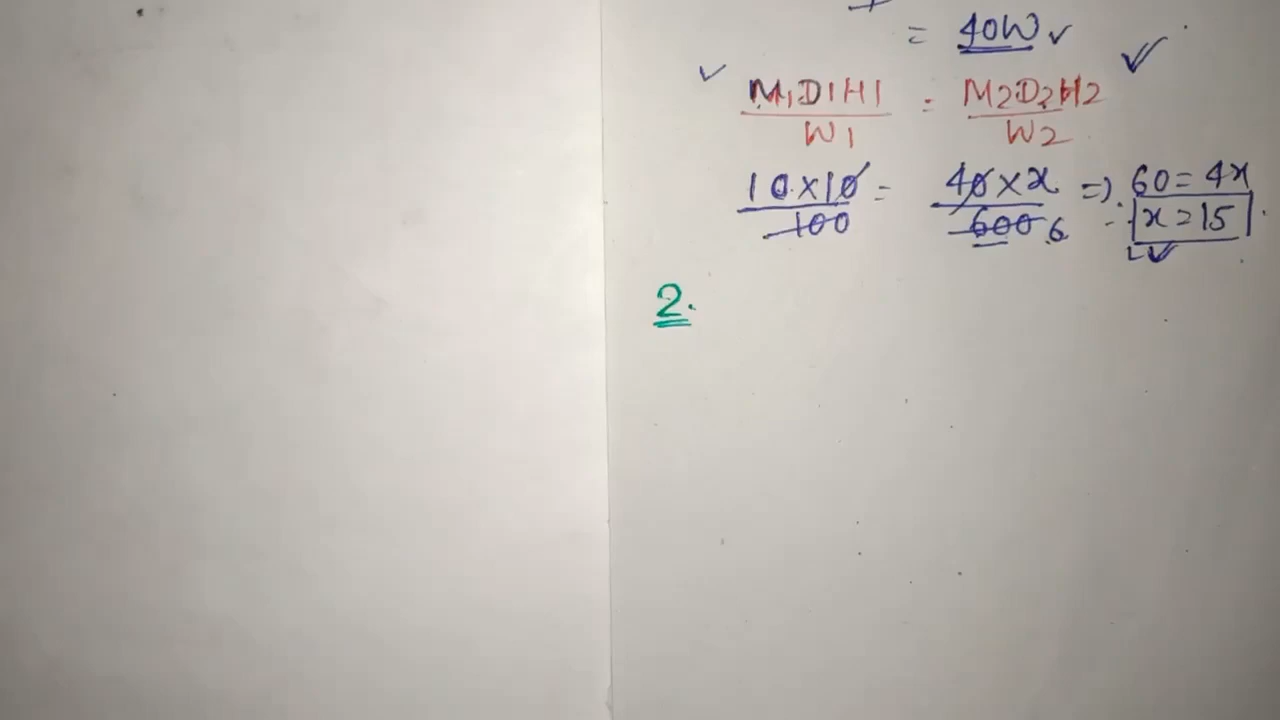 = 40W ✓
✓ M1D1H1 / W1 = M2D2H2 / W2 ✓
10 × 10 / 100 = 40 × x / 600 6 => 60 = 4x
x = 15
2.